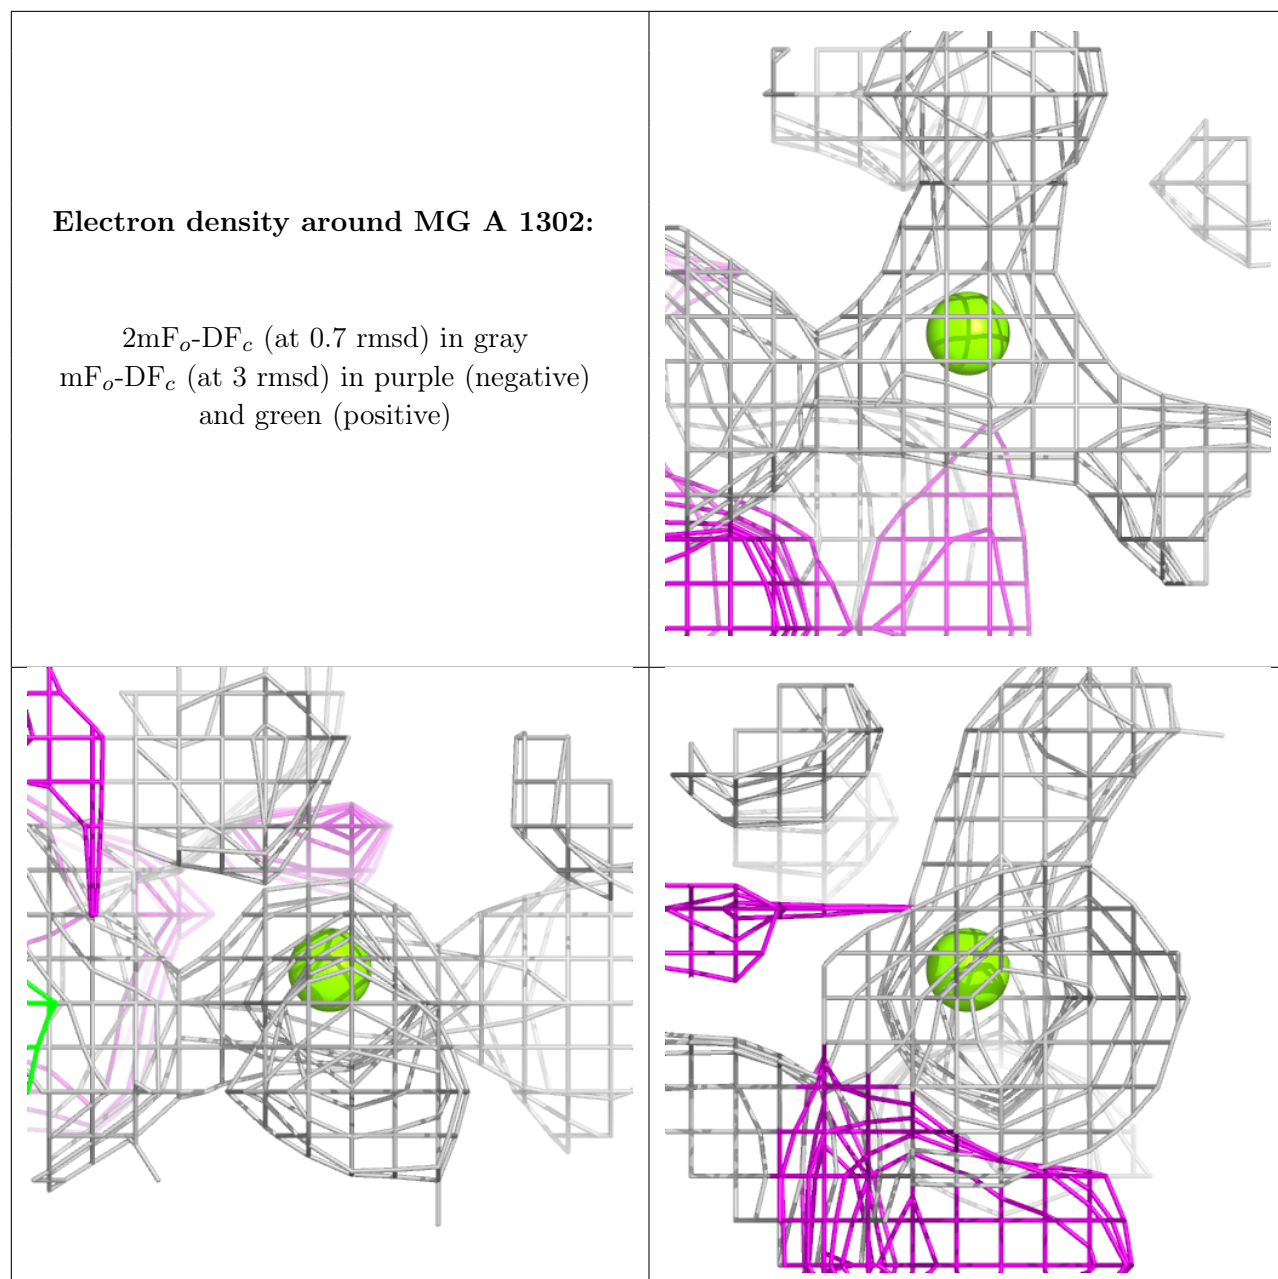 Electron density around MG A 1302:
2mFo-DFc (at 0.7 rmsd) in gray
mFo-DFc (at 3 rmsd) in purple (negative)
and green (positive)